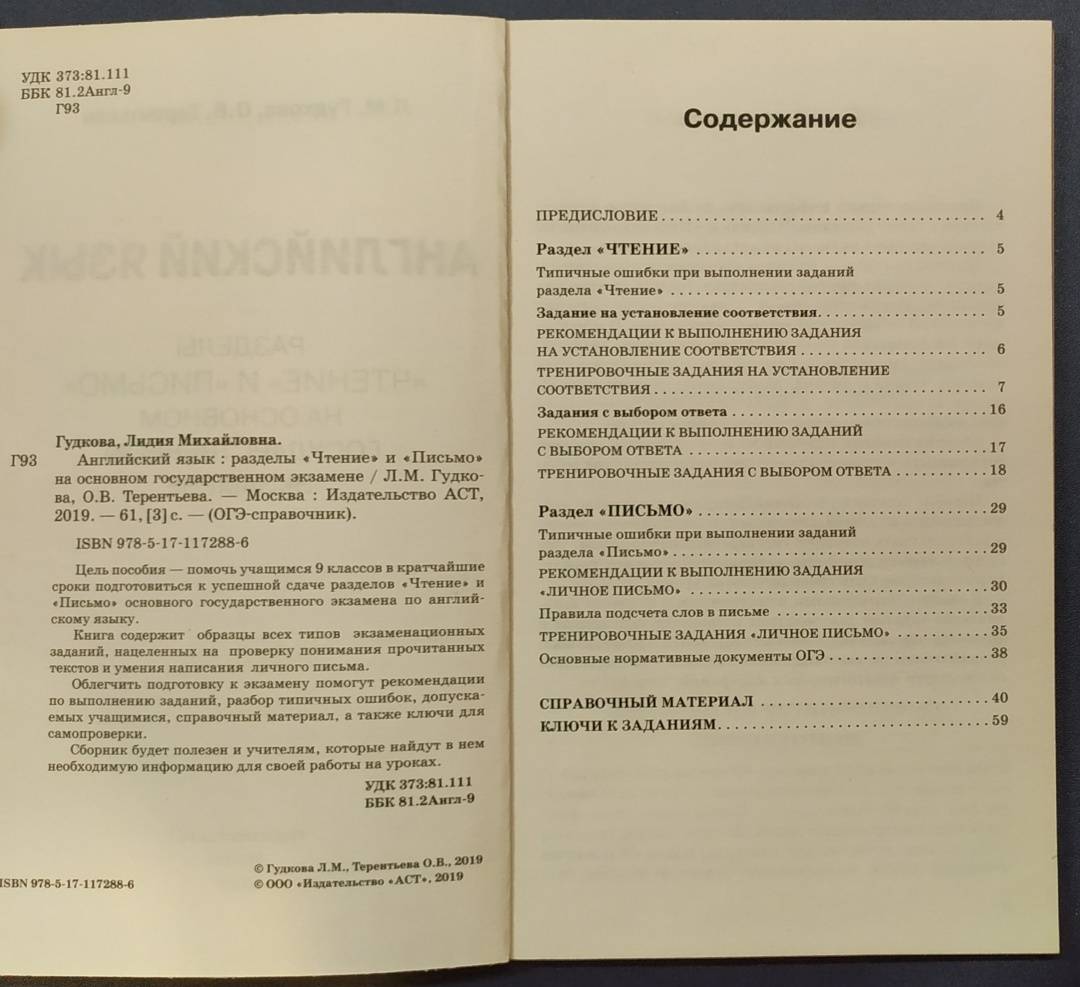 УДК 373:81.111
ББК 81.2Англ-9
Г93
Гудкова, Лидия Михайловна.
Г93 Английский язык : разделы «Чтение» и «Письмо»
на основном государственном экзамене / Л.М. Гудко-
ва, О.В. Терентьева. — Москва : Издательство АСТ,
2019. — 61, [3] с. — (ОГЭ-справочник).
ISBN 978-5-17-117288-6
Цель пособия — помочь учащимся 9 классов в кратчайшие
сроки подготовиться к успешной сдаче разделов «Чтение» и
«Письмо» основного государственного экзамена по англий-
скому языку.
Книга содержит образцы всех типов экзаменационных
заданий, нацеленных на проверку понимания прочитанных
текстов и умения написания личного письма.
Облегчить подготовку к экзамену помогут рекомендации
по выполнению заданий, разбор типичных ошибок, допуска-
емых учащимися, справочный материал, а также ключи для
самопроверки.
Сборник будет полезен и учителям, которые найдут в нем
необходимую информацию для своей работы на уроках.
УДК 373:81.111
ББК 81.2Англ-9
© Гудкова Л.М., Терентьева О.В., 2019
ISBN 978-5-17-117288-6 © ООО «Издательство «АСТ», 2019
Содержание
ПРЕДИСЛОВИЕ . . . . . . . . . . . . . . . . . . . . 4
Раздел «ЧТЕНИЕ» . . . . . . . . . . . . . . . . . . . . 5
Типичные ошибки при выполнении заданий
раздела «Чтение» . . . . . . . . . . . . . . . . . . . . 5
Задание на установление соответствия. . . . . . . . . . . . 5
РЕКОМЕНДАЦИИ К ВЫПОЛНЕНИЮ ЗАДАНИЯ
НА УСТАНОВЛЕНИЕ СООТВЕТСТВИЯ . . . . . . . . . . . . 6
ТРЕНИРОВОЧНЫЕ ЗАДАНИЯ НА УСТАНОВЛЕНИЕ
СООТВЕТСТВИЯ . . . . . . . . . . . . . . . . . . . . 7
Задания с выбором ответа . . . . . . . . . . . . . . . . 16
РЕКОМЕНДАЦИИ К ВЫПОЛНЕНИЮ ЗАДАНИЙ
С ВЫБОРОМ ОТВЕТА . . . . . . . . . . . . . . . . . . 17
ТРЕНИРОВОЧНЫЕ ЗАДАНИЯ С ВЫБОРОМ ОТВЕТА . . . . . . 18
Раздел «ПИСЬМО» . . . . . . . . . . . . . . . . . . . . 29
Типичные ошибки при выполнении заданий
раздела «Письмо» . . . . . . . . . . . . . . . . . . . . 29
РЕКОМЕНДАЦИИ К ВЫПОЛНЕНИЮ ЗАДАНИЯ
«ЛИЧНОЕ ПИСЬМО» . . . . . . . . . . . . . . . . . . 30
Правила подсчета слов в письме . . . . . . . . . . . . . . 33
ТРЕНИРОВОЧНЫЕ ЗАДАНИЯ «ЛИЧНОЕ ПИСЬМО» . . . . . . 35
Основные нормативные документы ОГЭ . . . . . . . . . . 38
СПРАВОЧНЫЙ МАТЕРИАЛ . . . . . . . . . . . . . . . . 40
КЛЮЧИ К ЗАДАНИЯМ. . . . . . . . . . . . . . . . . . 59